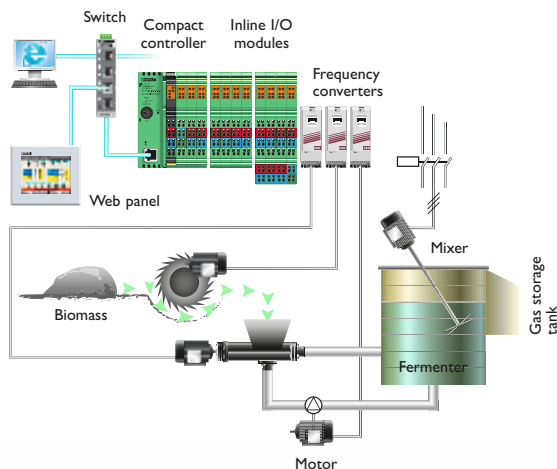 Switch
Compact
controller
Inline I/O
modules
Frequency
converters
Web panel
Mixer
Biomass
Gas storage
tank
Fermenter
Motor